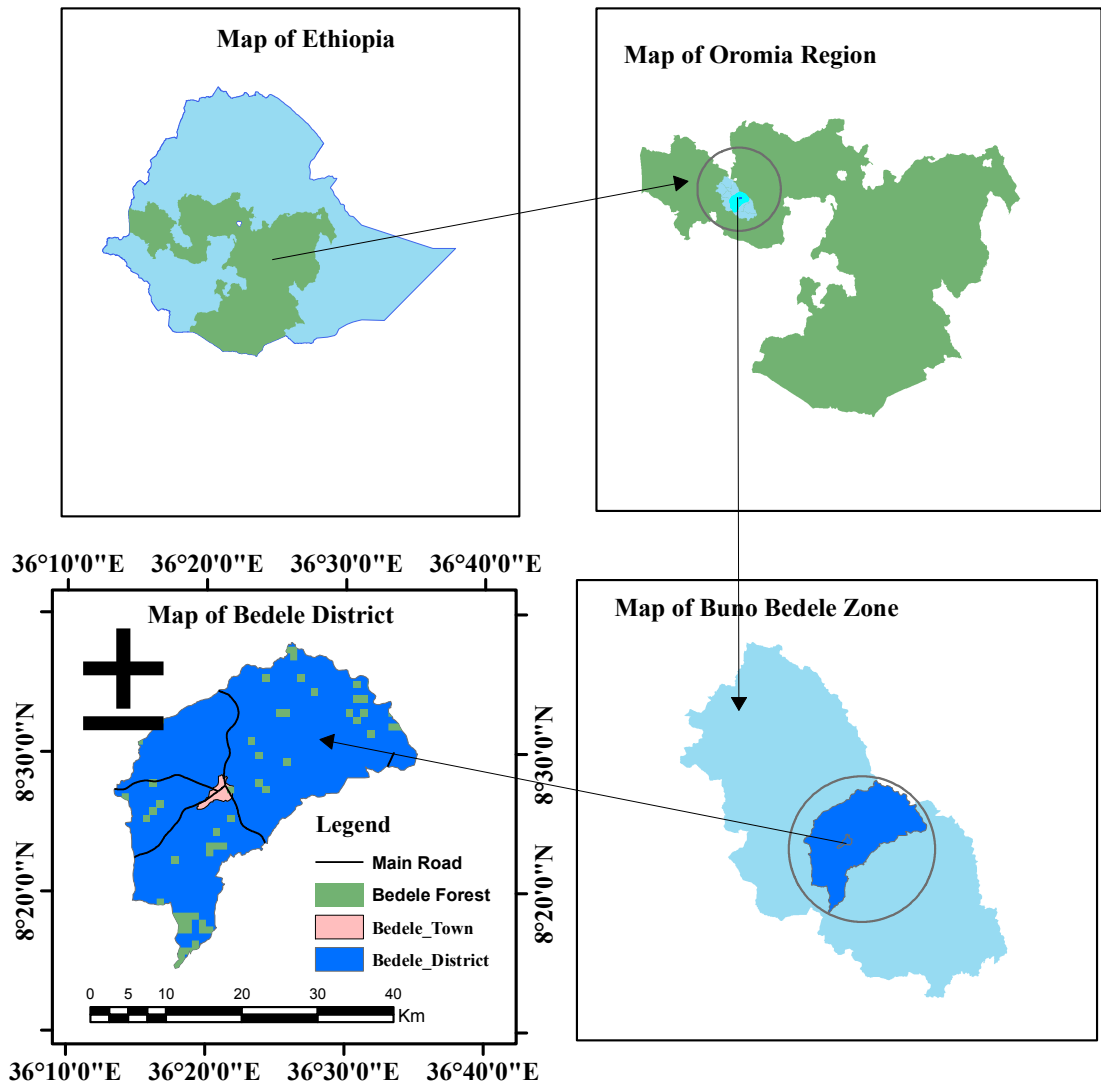 Map of Ethiopia
Map of Oromia Region
36°10'0"E 36°20'0"E 36°30'0"E 36°40'0"E
Map of Bedele District
8°30'0"N
8°20'0"N
8°30'0"N
8°20'0"N
Legend
Main Road
Bedele Forest
Bedele_Town
Bedele_District
0 5 10 20 30 40
Km
36°10'0"E 36°20'0"E 36°30'0"E 36°40'0"E
Map of Buno Bedele Zone